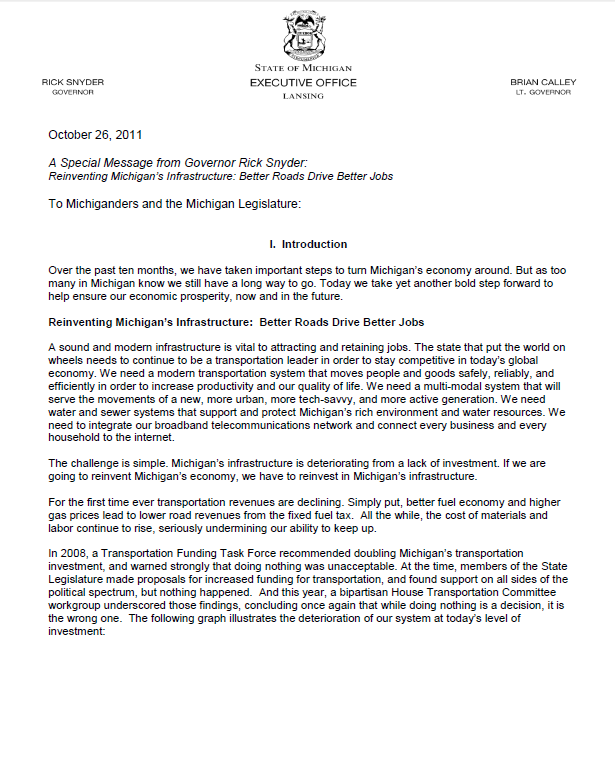 STATE OF MICHIGAN
RICK SNYDER
GOVERNOR
EXECUTIVE OFFICE
LANSING
BRIAN CALLEY
LT. GOVERNOR
October 26, 2011
A Special Message from Governor Rick Snyder:
Reinventing Michigan's Infrastructure: Better Roads Drive Better Jobs
To Michiganders and the Michigan Legislature:
I. Introduction
Over the past ten months, we have taken important steps to turn Michigan's economy around. But as too
many in Michigan know we still have a long way to go. Today we take yet another bold step forward to
help ensure our economic prosperity, now and in the future.
Reinventing Michigan's Infrastructure: Better Roads Drive Better Jobs
A sound and modern infrastructure is vital to attracting and retaining jobs. The state that put the world on
wheels needs to continue to be a transportation leader in order to stay competitive in today's global
economy. We need a modern transportation system that moves people and goods safely, reliably, and
efficiently in order to increase productivity and our quality of life. We need a multi-modal system that will
serve the movements of a new, more urban, more tech-savvy, and more active generation. We need
water and sewer systems that support and protect Michigan's rich environment and water resources. We
need to integrate our broadband telecommunications network and connect every business and every
household to the internet.
The challenge is simple. Michigan's infrastructure is deteriorating from a lack of investment. If we are
going to reinvent Michigan's economy, we have to reinvest in Michigan's infrastructure.
For the first time ever transportation revenues are declining. Simply put, better fuel economy and higher
gas prices lead to lower road revenues from the fixed fuel tax. All the while, the cost of materials and
labor continue to rise, seriously undermining our ability to keep up.
In 2008, a Transportation Funding Task Force recommended doubling Michigan's transportation
investment, and warned strongly that doing nothing was unacceptable. At the time, members of the State
Legislature made proposals for increased funding for transportation, and found support on all sides of the
political spectrum, but nothing happened. And this year, a bipartisan House Transportation Committee
workgroup underscored those findings, concluding once again that while doing nothing is a decision, it is
the wrong one. The following graph illustrates the deterioration of our system at today's level of
investment: